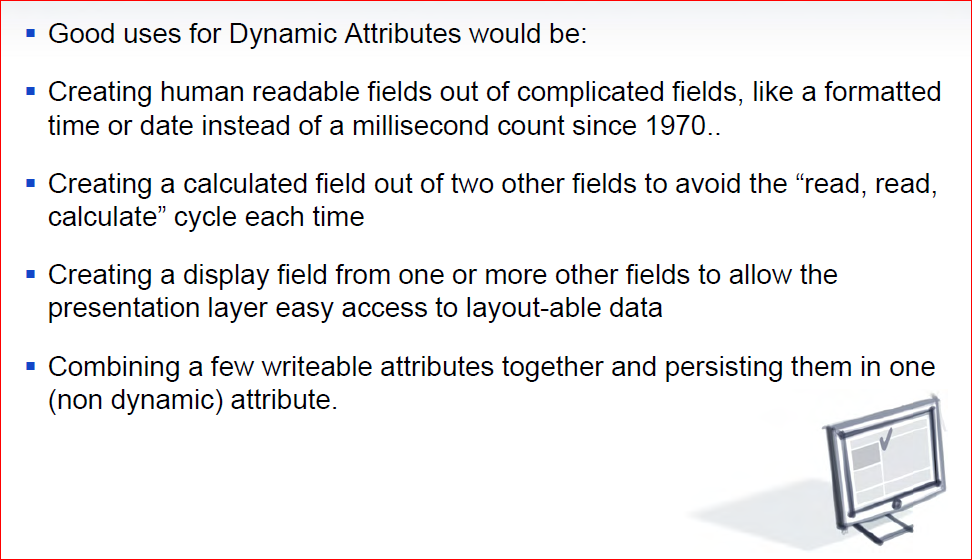 Good uses for Dynamic Attributes would be:
Creating human readable fields out of complicated fields, like a formatted
time or date instead of a millisecond count since 1970..
Creating a calculated field out of two other fields to avoid the “read, read,
calculate” cycle each time
Creating a display field from one or more other fields to allow the
presentation layer easy access to layout-able data
Combining a few writeable attributes together and persisting them in one
(non dynamic) attribute.